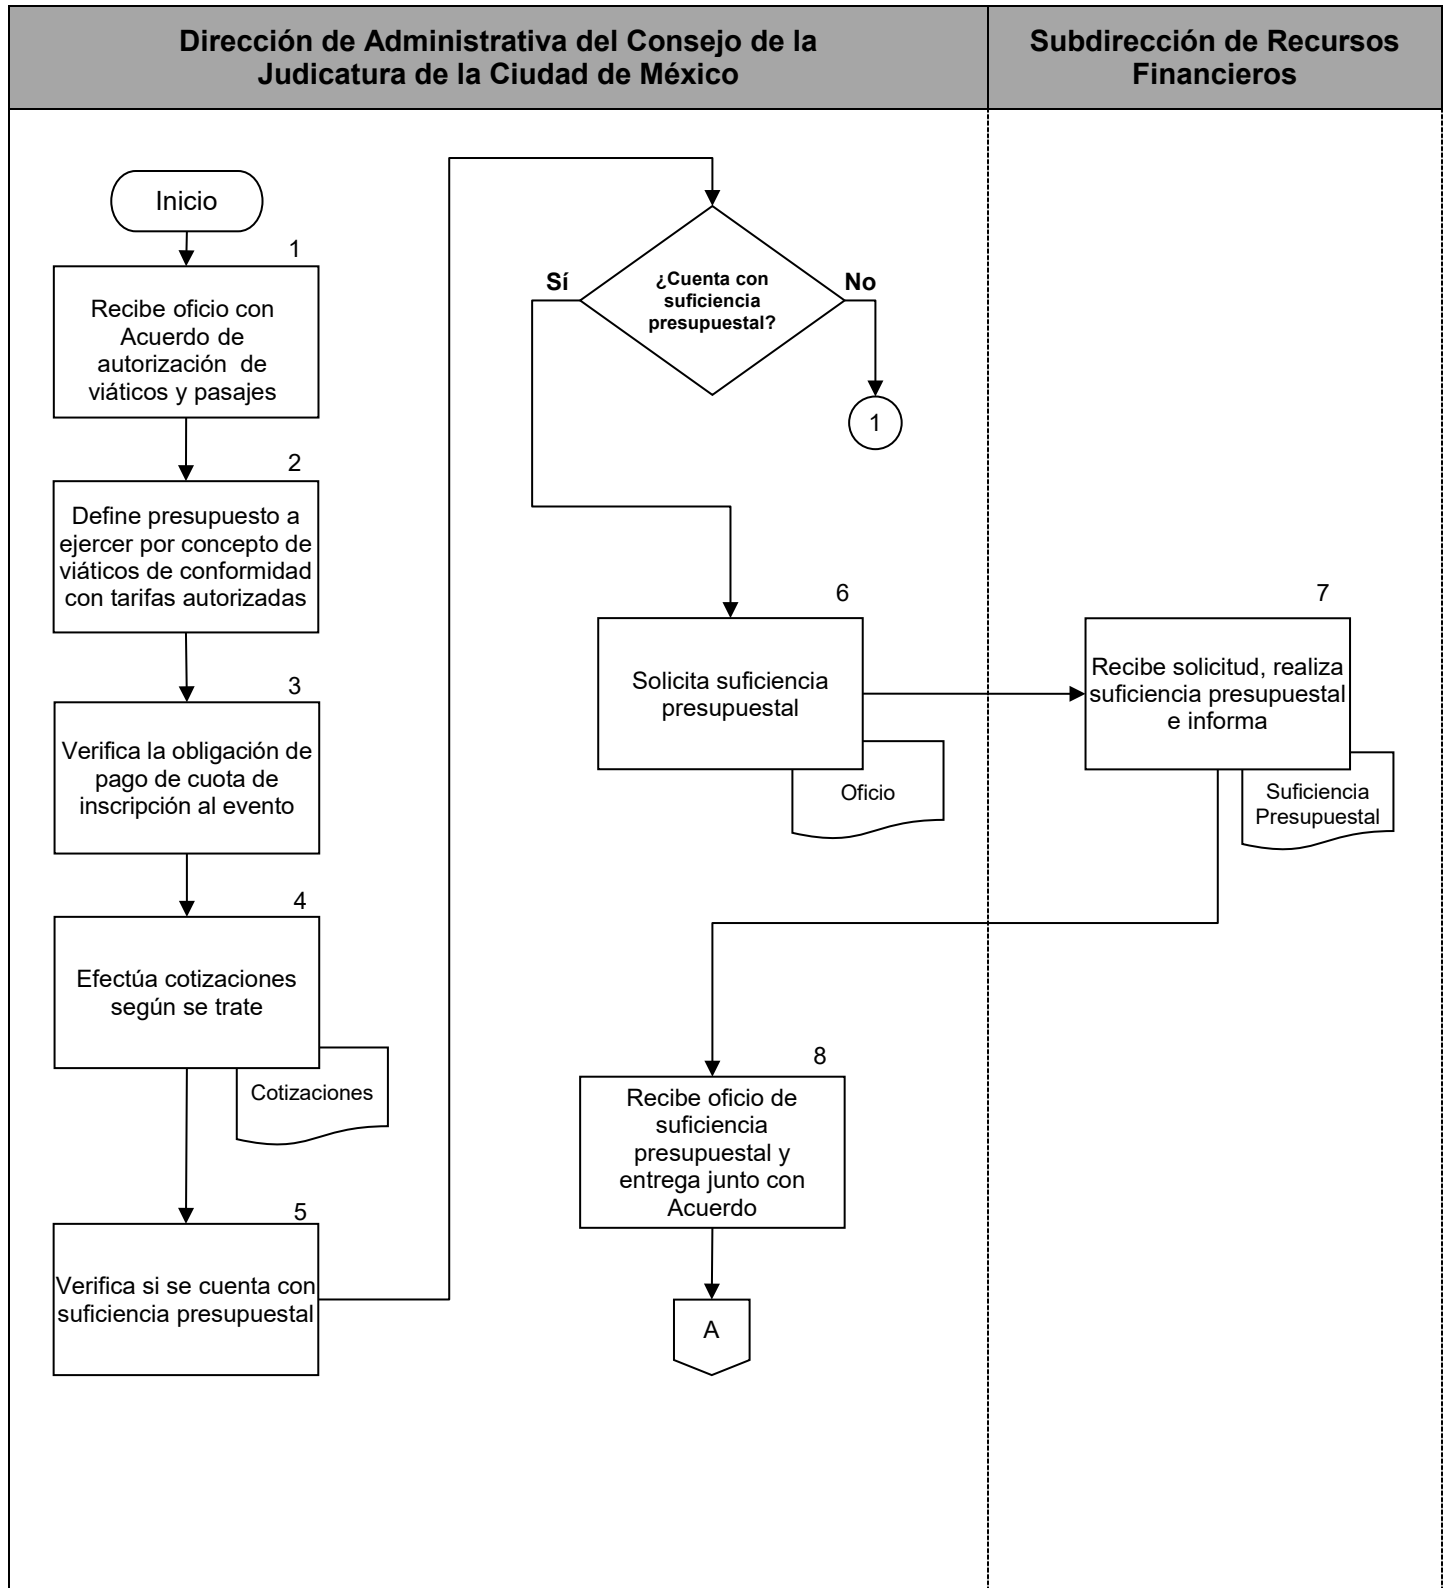 Dirección de Administrativa del Consejo de la
Judicatura de la Ciudad de México
Subdirección de Recursos
Financieros
Inicio
1
Recibe oficio con
Acuerdo de
autorización de
viáticos y pasajes
2
Define presupuesto a
ejercer por concepto de
viáticos de conformidad
con tarifas autorizadas
3
Verifica la obligación de
pago de cuota de
inscripción al evento
4
Efectúa cotizaciones
según se trate
Cotizaciones
5
Verifica si se cuenta con
suficiencia presupuestal
¿Cuenta con
suficiencia
presupuestal?
Sí
No
1
6
Solicita suficiencia
presupuestal
Oficio
7
Recibe solicitud, realiza
suficiencia presupuestal
e informa
Suficiencia
Presupuestal
8
Recibe oficio de
suficiencia
presupuestal y
entrega junto con
Acuerdo
A